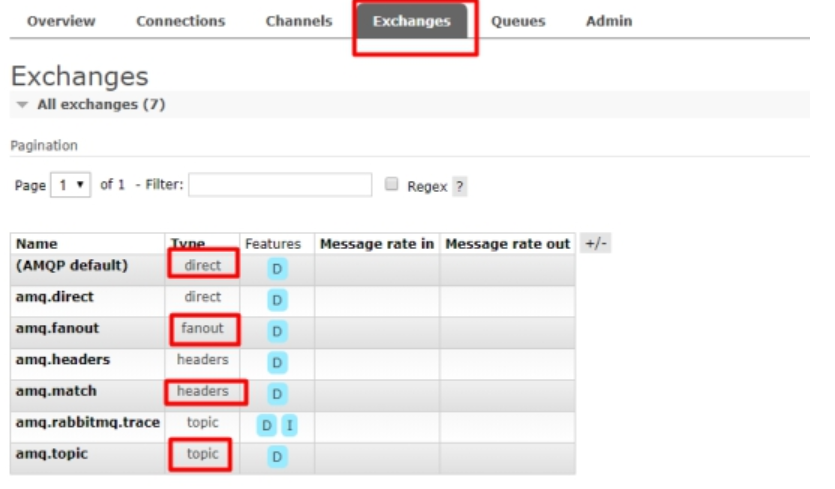 Overview Connections Channels Exchanges Queues Admin
Exchanges
All exchanges (7)
Pagination
Page 1 of 1 - Filter: Regex ?
Name Type Features Message rate in Message rate out +/-
(AMQP default) direct D
amq.direct direct D
amq.fanout fanout D
amq.headers headers D
amq.match headers D
amq.rabbitmq.trace topic D I
amq.topic topic D